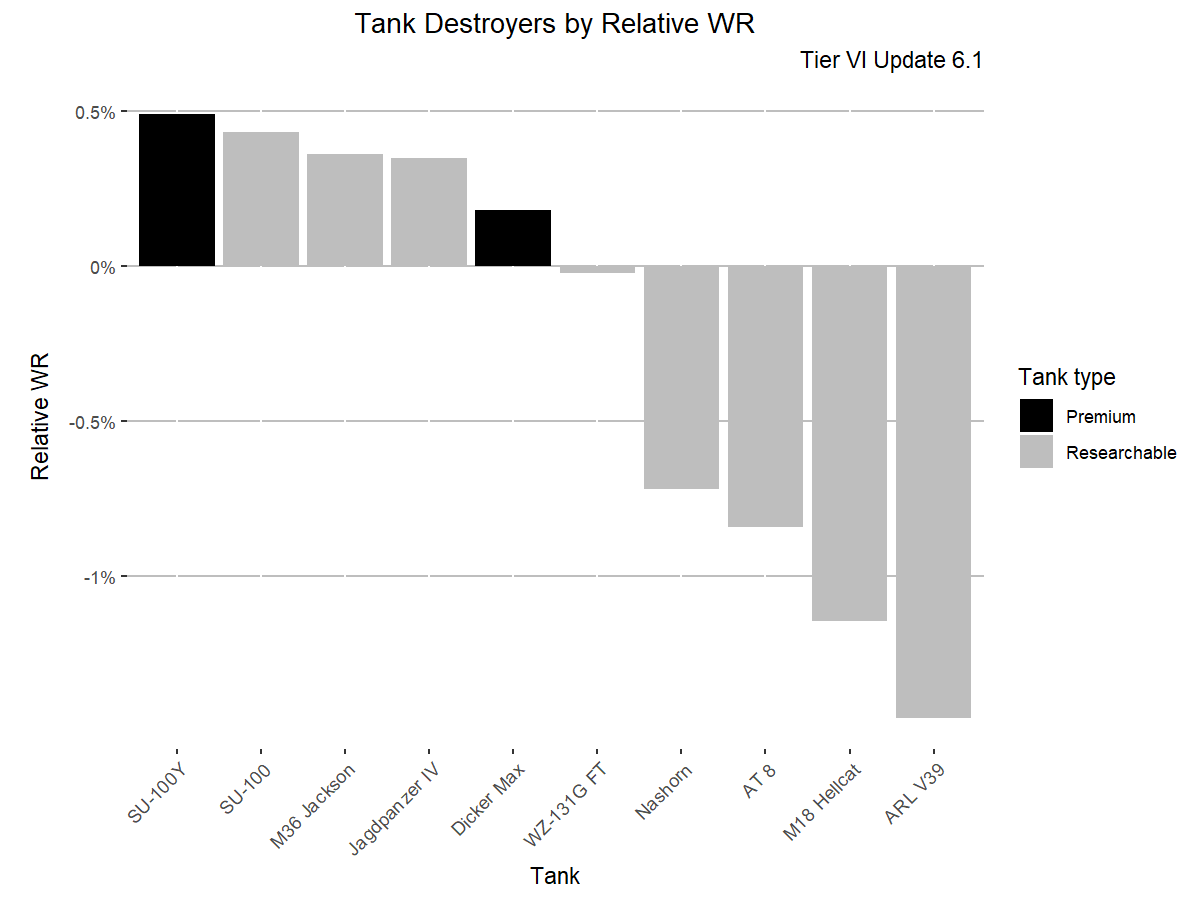 Tank Destroyers by Relative WR
Tier VI Update 6.1
0.5%
0%
-0.5%
-1%
Relative WR
SU-100Y
SU-100
M36 Jackson
Jagdpanzer IV
Dicker Max
WZ-131G FT
Nashorn
AT 8
M18 Hellcat
ARL V39
Tank
Tank type
Premium
Researchable